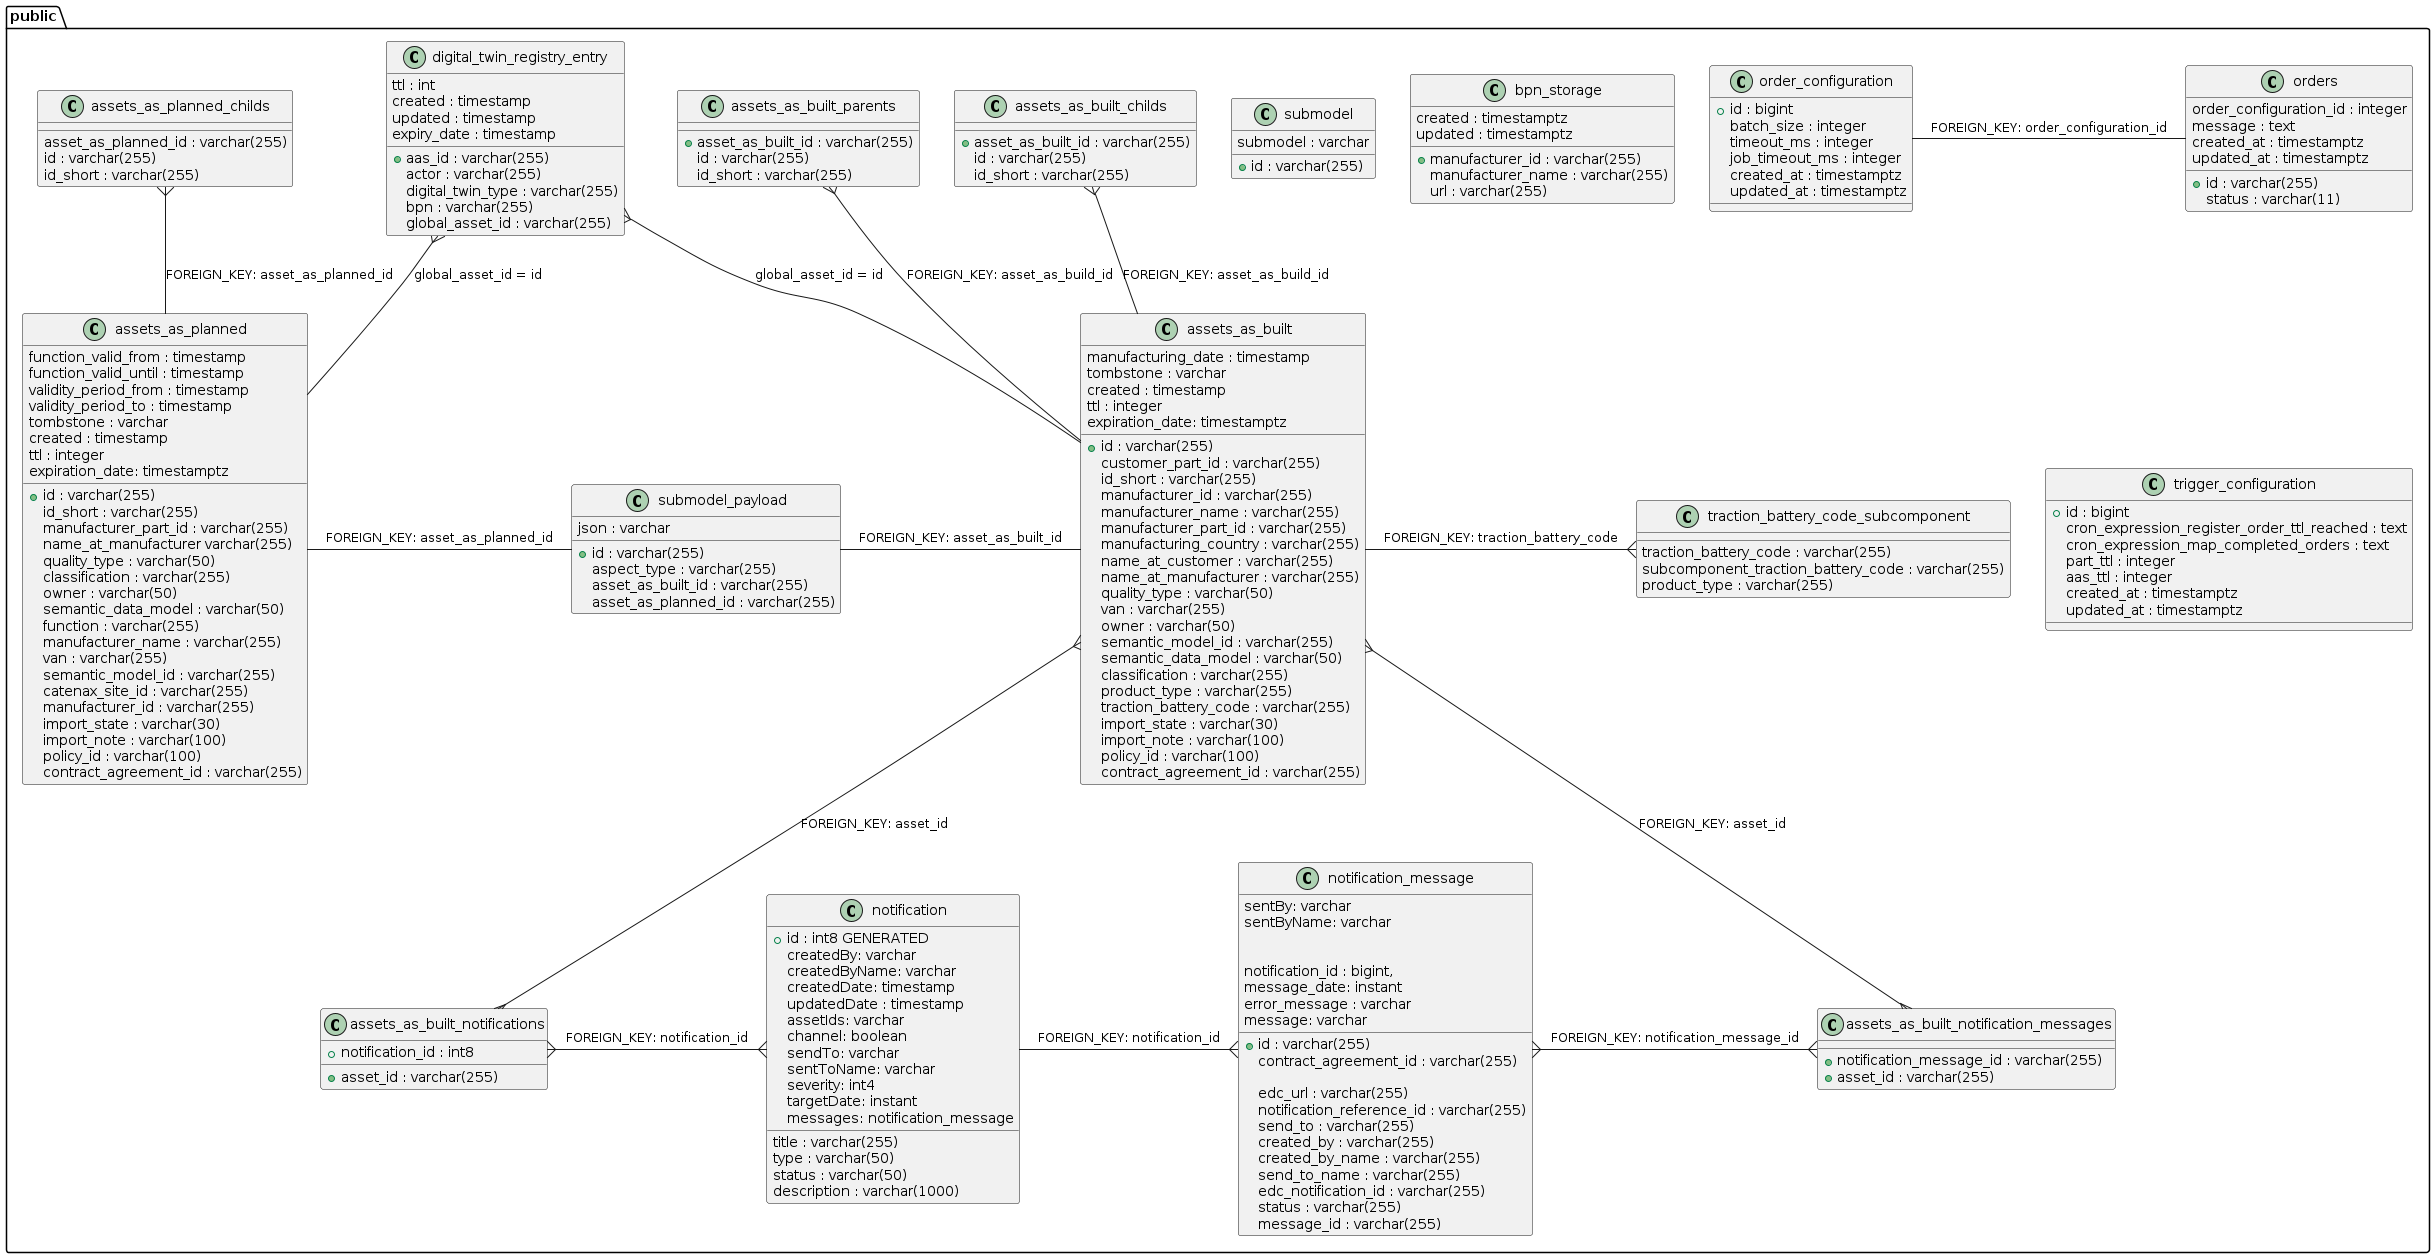 public
C digital_twin_registry_entry
ttl : int
created : timestamp
updated : timestamp
expiry_date : timestamp
aas_id : varchar(255)
actor : varchar(255)
digital_twin_type : varchar(255)
bpn : varchar(255)
global_asset_id : varchar(255)
C assets_as_planned_childs
asset_as_planned_id : varchar(255)
id : varchar(255)
id_short : varchar(255)
C assets_as_built_parents
asset_as_built_id : varchar(255)
id : varchar(255)
id_short : varchar(255)
C assets_as_built_childs
asset_as_built_id : varchar(255)
id : varchar(255)
id_short : varchar(255)
C submodel
submodel : varchar
id : varchar(255)
C bpn_storage
created : timestamptz
updated : timestamptz
manufacturer_id : varchar(255)
manufacturer_name : varchar(255)
url : varchar(255)
C order_configuration
id : bigint
batch_size : integer
timeout_ms : integer
job_timeout_ms : integer
created_at : timestamptz
updated_at : timestamptz
FOREIGN_KEY: order_configuration_id
C orders
order_configuration_id : integer
message : text
created_at : timestamptz
updated_at : timestamptz
id : varchar(255)
status : varchar(11)
FOREIGN_KEY: asset_as_planned_id
global_asset_id = id
global_asset_id = id
FOREIGN_KEY: asset_as_build_id
FOREIGN_KEY: asset_as_build_id
C assets_as_planned
function_valid_from : timestamp
function_valid_until : timestamp
validity_period_from : timestamp
validity_period_to : timestamp
tombstone : varchar
created : timestamp
ttl : integer
expiration_date: timestamptz
id : varchar(255)
id_short : varchar(255)
manufacturer_part_id : varchar(255)
name_at_manufacturer varchar(255)
quality_type : varchar(50)
classification : varchar(255)
owner : varchar(50)
semantic_data_model : varchar(50)
function : varchar(255)
manufacturer_name : varchar(255)
van : varchar(255)
semantic_model_id : varchar(255)
catenax_site_id : varchar(255)
manufacturer_id : varchar(255)
import_state : varchar(30)
import_note : varchar(100)
policy_id : varchar(100)
contract_agreement_id : varchar(255)
FOREIGN_KEY: asset_as_planned_id
C submodel_payload
json : varchar
id : varchar(255)
aspect_type : varchar(255)
asset_as_built_id : varchar(255)
asset_as_planned_id : varchar(255)
FOREIGN_KEY: asset_as_built_id
C assets_as_built
manufacturing_date : timestamp
tombstone : varchar
created : timestamp
ttl : integer
expiration_date: timestamptz
id : varchar(255)
customer_part_id : varchar(255)
id_short : varchar(255)
manufacturer_id : varchar(255)
manufacturer_name : varchar(255)
manufacturer_part_id : varchar(255)
manufacturing_country : varchar(255)
name_at_customer : varchar(255)
name_at_manufacturer : varchar(255)
quality_type : varchar(50)
van : varchar(255)
owner : varchar(50)
semantic_model_id : varchar(255)
semantic_data_model : varchar(50)
classification : varchar(255)
product_type : varchar(255)
traction_battery_code : varchar(255)
import_state : varchar(30)
import_note : varchar(100)
policy_id : varchar(100)
contract_agreement_id : varchar(255)
FOREIGN_KEY: traction_battery_code
C traction_battery_code_subcomponent
traction_battery_code : varchar(255)
subcomponent_traction_battery_code : varchar(255)
product_type : varchar(255)
C trigger_configuration
id : bigint
cron_expression_register_order_ttl_reached : text
cron_expression_map_completed_orders : text
part_ttl : integer
aas_ttl : integer
created_at : timestamptz
updated_at : timestamptz
FOREIGN_KEY: asset_id
FOREIGN_KEY: asset_id
C assets_as_built_notifications
notification_id : int8
asset_id : varchar(255)
FOREIGN_KEY: notification_id
C notification
id : int8 GENERATED
createdBy: varchar
createdByName: varchar
createdDate: timestamp
updatedDate : timestamp
assetIds: varchar
channel: boolean
sendTo: varchar
sentToName: varchar
severity: int4
targetDate: instant
messages: notification_message
title : varchar(255)
type : varchar(50)
status : varchar(50)
description : varchar(1000)
FOREIGN_KEY: notification_id
C notification_message
sentBy: varchar
sentByName: varchar
notification_id : bigint,
message_date: instant
error_message : varchar
message: varchar
id : varchar(255)
contract_agreement_id : varchar(255)
edc_url : varchar(255)
notification_reference_id : varchar(255)
send_to : varchar(255)
created_by : varchar(255)
created_by_name : varchar(255)
send_to_name : varchar(255)
edc_notification_id : varchar(255)
status : varchar(255)
message_id : varchar(255)
FOREIGN_KEY: notification_message_id
C assets_as_built_notification_messages
notification_message_id : varchar(255)
asset_id : varchar(255)